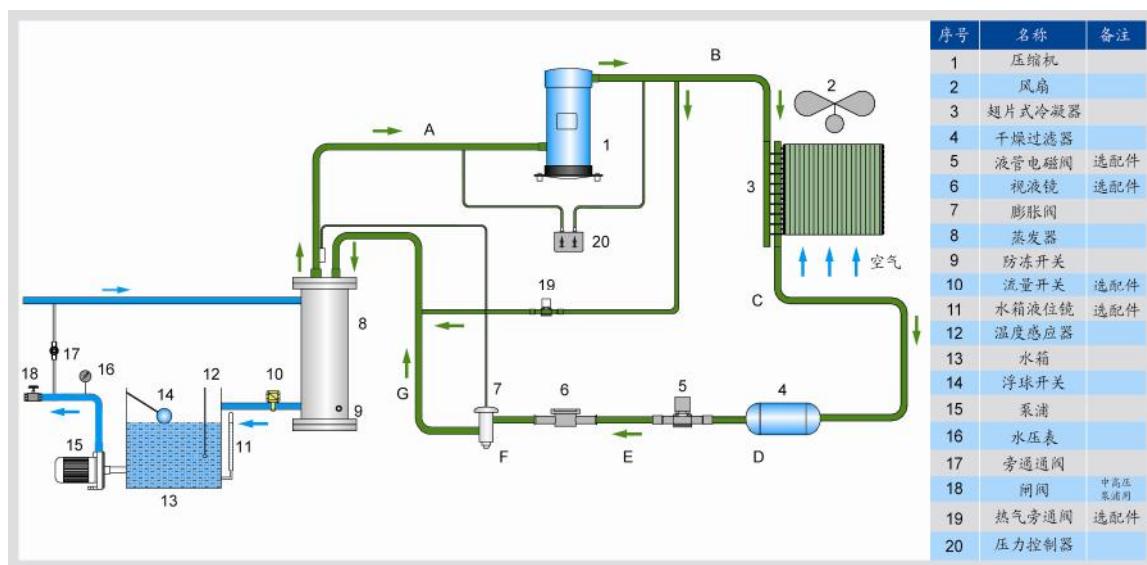 B
2
A
1
3
20
空气
19
C
8
17
16
18
12
10
14
7
6
5
4
9
G
15
11
F
E
D
13
序号 名称 备注
1 压缩机
2 风扇
3 翅片式冷凝器
4 干燥过滤器
5 液管电磁阀 选配件
6 视液镜 选配件
7 膨胀阀
8 蒸发器
9 防冻开关
10 流量开关 选配件
11 水箱液位镜 选配件
12 温度感应器
13 水箱
14 浮球开关
15 泵浦
16 水压表
17 旁通通阀
18 闸阀 中高压
泵浦用
19 热气旁通阀 选配件
20 压力控制器